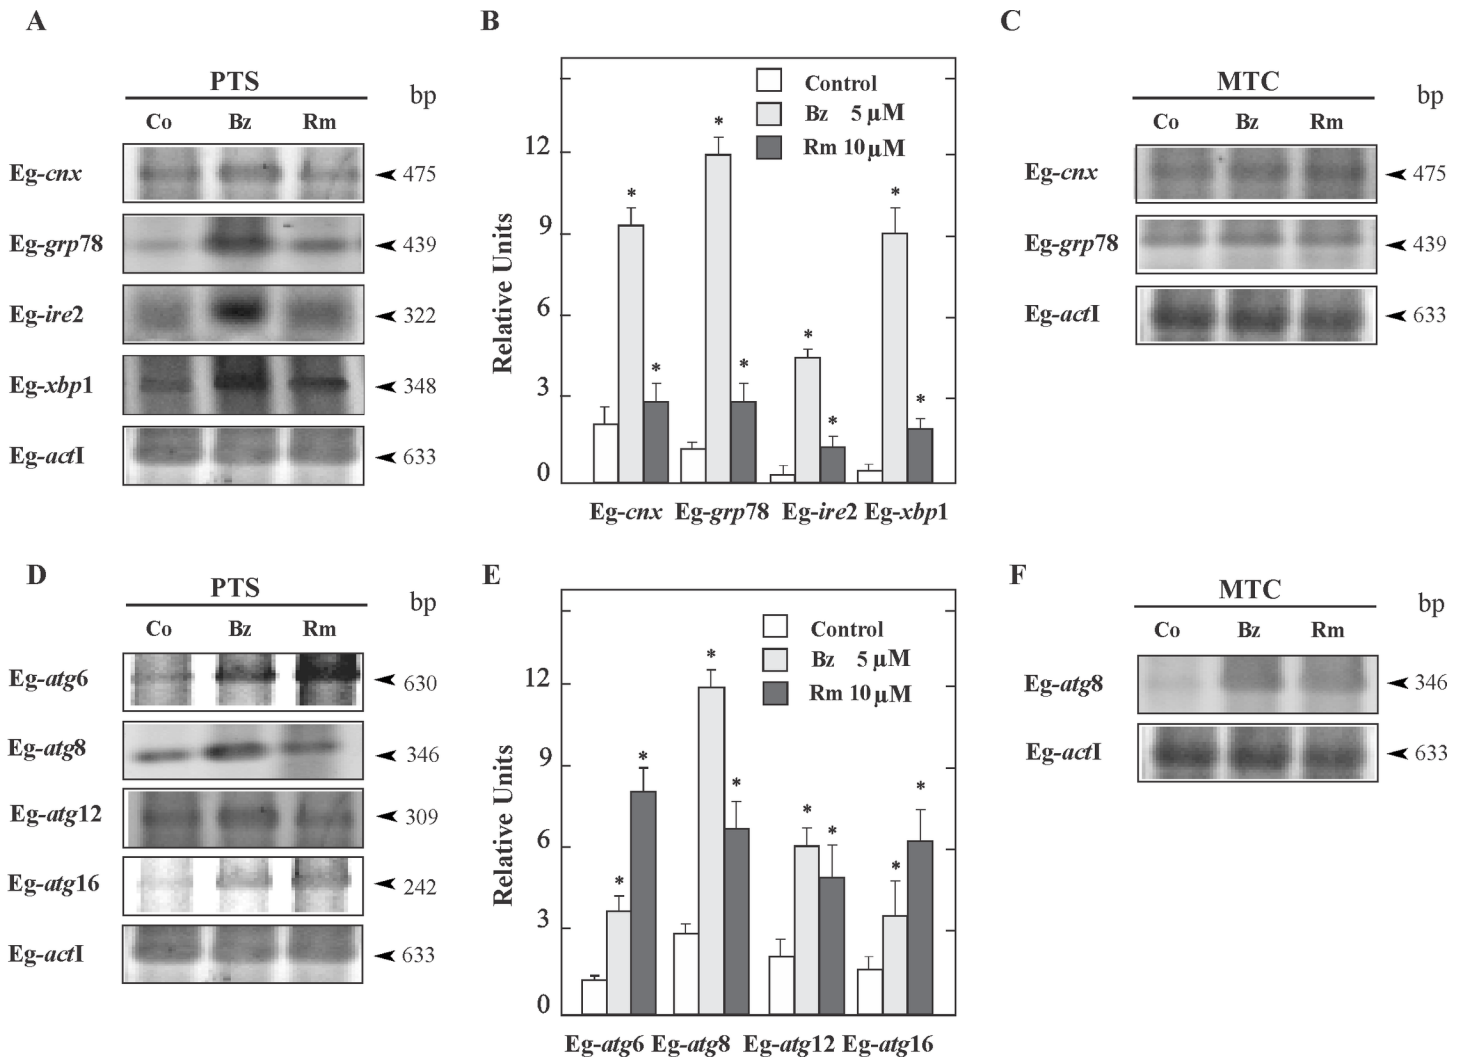 A
PTS
bp
Co Bz Rm
Eg-cnx 475
Eg-grp78 439
Eg-ire2 322
Eg-xbp1 348
Eg-actI 633
B
Control
Bz 5 µM
Rm 10 µM
Relative Units
12
9
6
3
0
* * * * * * * *
Eg-cnx Eg-grp78 Eg-ire2 Eg-xbp1
C
MTC
bp
Co Bz Rm
Eg-cnx 475
Eg-grp78 439
Eg-actI 633
D
PTS
bp
Co Bz Rm
Eg-atg6 630
Eg-atg8 346
Eg-atg12 309
Eg-atg16 242
Eg-actI 633
E
Control
Bz 5 µM
Rm 10 µM
Relative Units
12
9
6
3
0
* * * * * * * *
Eg-atg6 Eg-atg8 Eg-atg12 Eg-atg16
F
MTC
bp
Co Bz Rm
Eg-atg8 346
Eg-actI 633